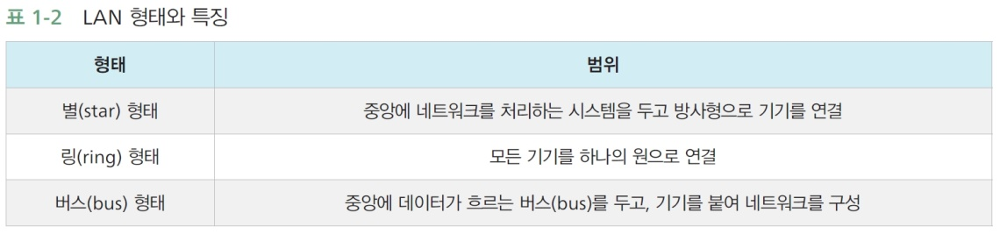 표 1-2 LAN 형태와 특징
형태 범위
별(star) 형태 중앙에 네트워크를 처리하는 시스템을 두고 방사형으로 기기를 연결
링(ring) 형태 모든 기기를 하나의 원으로 연결
버스(bus) 형태 중앙에 데이터가 흐르는 버스(bus)를 두고, 기기를 붙여 네트워크를 구성